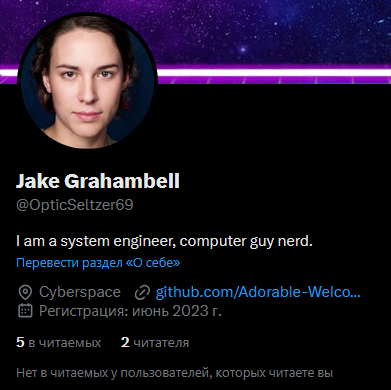 Jake Grahambell
@OpticSeltzer69
I am a system engineer, computer guy nerd.
Перевести раздел «О себе»
Cyberspace github.com/Adorable-Welco...
Регистрация: июнь 2023 г.
5 в читаемых 2 читателя
Нет в читаемых у пользователей, которых читаете вы